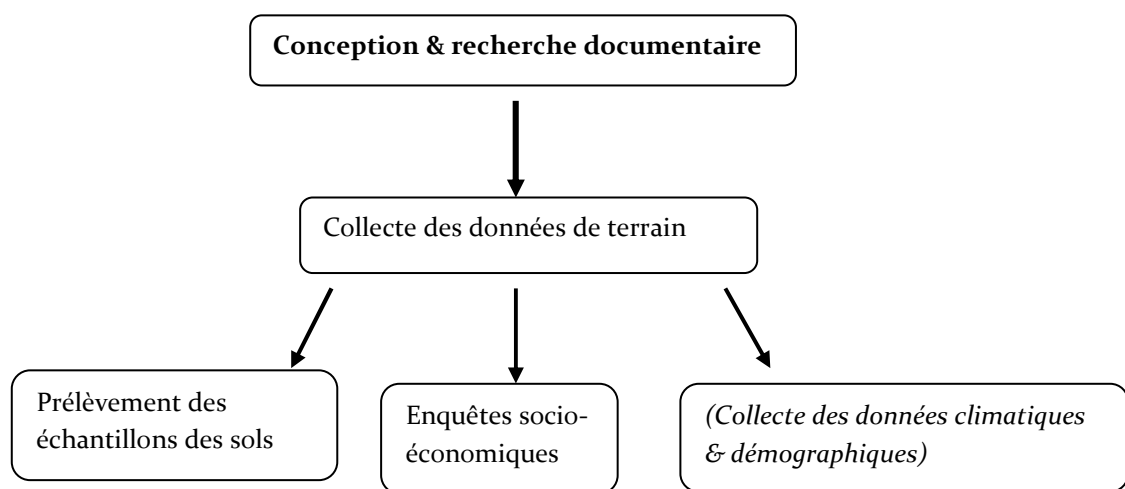 Conception & recherche documentaire
Collecte des données de terrain
Prélèvement des
échantillons des sols
Enquêtes socio-
économiques
(Collecte des données climatiques
& démographiques)